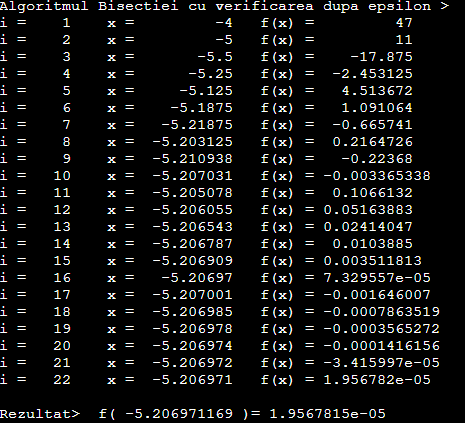 Algoritmul Bisectiei cu verificarea dupa epsilon >
i = 1 x = -4 f(x) = 47
i = 2 x = -5 f(x) = 11
i = 3 x = -5.5 f(x) = -17.875
i = 4 x = -5.25 f(x) = -2.453125
i = 5 x = -5.125 f(x) = 4.513672
i = 6 x = -5.1875 f(x) = 1.091064
i = 7 x = -5.21875 f(x) = -0.665741
i = 8 x = -5.203125 f(x) = 0.2164726
i = 9 x = -5.210938 f(x) = -0.22368
i = 10 x = -5.207031 f(x) = -0.003365338
i = 11 x = -5.205078 f(x) = 0.1066132
i = 12 x = -5.206055 f(x) = 0.05163883
i = 13 x = -5.206543 f(x) = 0.02414047
i = 14 x = -5.206787 f(x) = 0.0103885
i = 15 x = -5.206909 f(x) = 0.003511813
i = 16 x = -5.20697 f(x) = 7.329557e-05
i = 17 x = -5.207001 f(x) = -0.001646007
i = 18 x = -5.206985 f(x) = -0.0007863519
i = 19 x = -5.206978 f(x) = -0.0003565272
i = 20 x = -5.206974 f(x) = -0.0001416156
i = 21 x = -5.206972 f(x) = -3.415997e-05
i = 22 x = -5.206971 f(x) = 1.956782e-05
Rezultat> f( -5.206971169 )= 1.9567815e-05